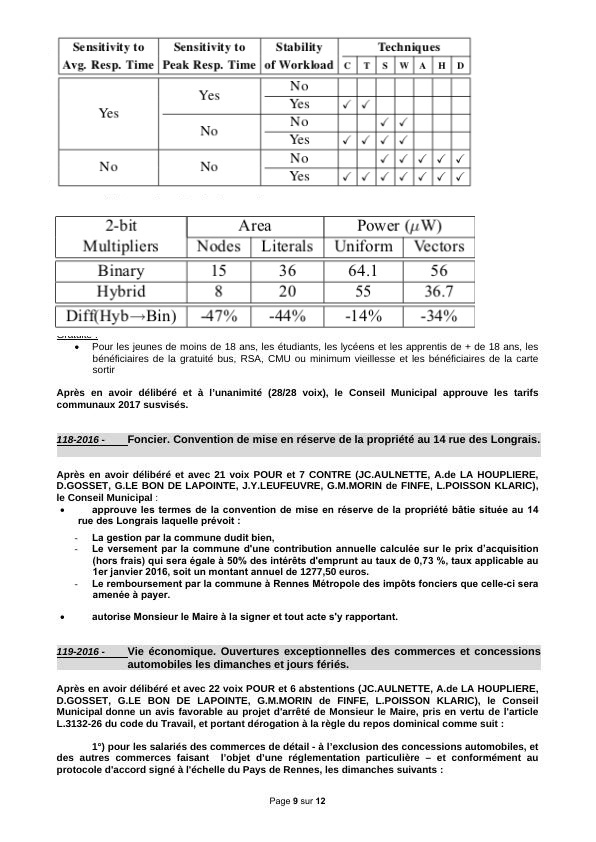 Sensitivity to Sensitivity to Stability Techniques
Avg. Resp. Time Peak Resp. Time of Workload C T S W A H D
Yes Yes No
Yes ✓ ✓
No No ✓ ✓
Yes ✓ ✓ ✓ ✓
No No No ✓ ✓ ✓ ✓ ✓
Yes ✓ ✓ ✓ ✓ ✓ ✓ ✓
2-bit Area Power (µW)
Multipliers Nodes Literals Uniform Vectors
Binary 15 36 64.1 56
Hybrid 8 20 55 36.7
Diff(Hyb→Bin) -47% -44% -14% -34%
• Pour les jeunes de moins de 18 ans, les étudiants, les lycéens et les apprentis de + de 18 ans, les
bénéficiaires de la gratuité bus, RSA, CMU ou minimum vieillesse et les bénéficiaires de la carte
sortir
Après en avoir délibéré et à l'unanimité (28/28 voix), le Conseil Municipal approuve les tarifs
communaux 2017 susvisés.
118-2016 - Foncier. Convention de mise en réserve de la propriété au 14 rue des Longrais.
Après en avoir délibéré et avec 21 voix POUR et 7 CONTRE (JC.AULNETTE, A.de LA HOUPLIERE,
D.GOSSET, G.LE BON DE LAPOINTE, J.Y.LEUFEUVRE, G.M.MORIN de FINFE, L.POISSON KLARIC),
le Conseil Municipal :
• approuve les termes de la convention de mise en réserve de la propriété bâtie située au 14
rue des Longrais laquelle prévoit :
- La gestion par la commune dudit bien,
- Le versement par la commune d'une contribution annuelle calculée sur le prix d'acquisition
(hors frais) qui sera égale à 50% des intérêts d'emprunt au taux de 0,73 %, taux applicable au
1er janvier 2016, soit un montant annuel de 1277,50 euros.
- Le remboursement par la commune à Rennes Métropole des impôts fonciers que celle-ci sera
amenée à payer.
• autorise Monsieur le Maire à la signer et tout acte s'y rapportant.
119-2016 - Vie économique. Ouvertures exceptionnelles des commerces et concessions
automobiles les dimanches et jours fériés.
Après en avoir délibéré et avec 22 voix POUR et 6 abstentions (JC.AULNETTE, A.de LA HOUPLIERE,
D.GOSSET, G.LE BON DE LAPOINTE, G.M.MORIN de FINFE, L.POISSON KLARIC), le Conseil
Municipal donne un avis favorable au projet d'arrêté de Monsieur le Maire, pris en vertu de l'article
L.3132-26 du code du Travail, et portant dérogation à la règle du repos dominical comme suit :
1°) pour les salariés des commerces de détail - à l'exclusion des concessions automobiles, et
des autres commerces faisant l'objet d'une réglementation particulière – et conformément au
protocole d'accord signé à l'échelle du Pays de Rennes, les dimanches suivants :
Page 9 sur 12